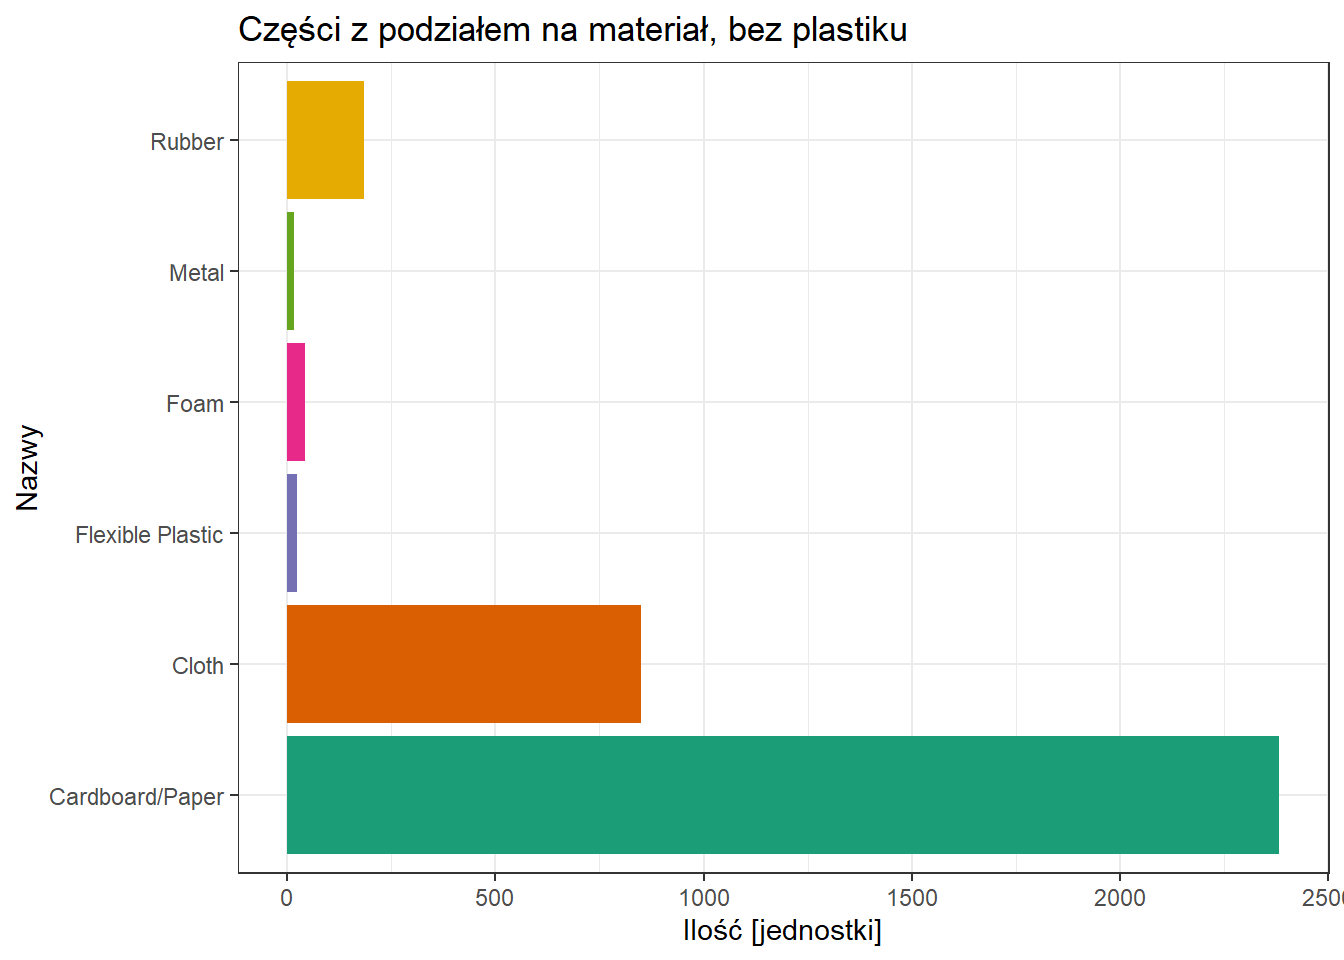 Części z podziałem na materiał, bez plastiku
Nazwy
Rubber
Metal
Foam
Flexible Plastic
Cloth
Cardboard/Paper
0 500 1000 1500 2000 2500
Ilość [jednostki]